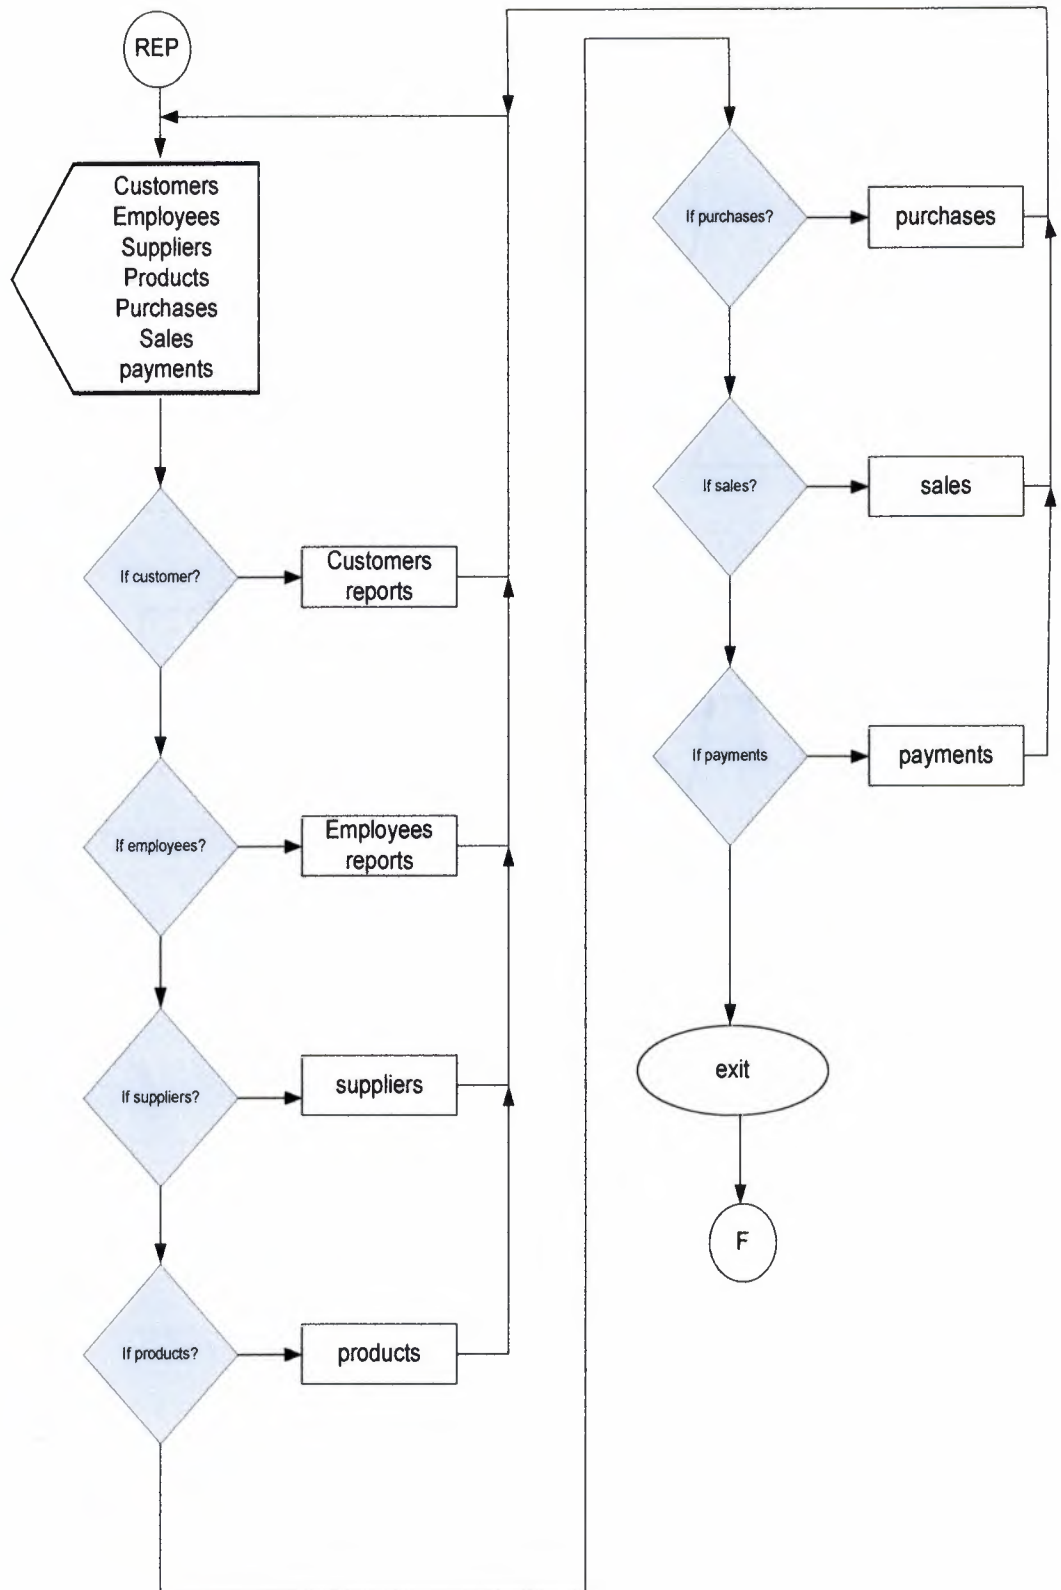 REP
Customers
Employees
Suppliers
Products
Purchases
Sales
payments
If customer?
Customers
reports
If employees?
Employees
reports
If suppliers?
suppliers
If products?
products
If purchases?
purchases
If sales?
sales
If payments
payments
exit
F